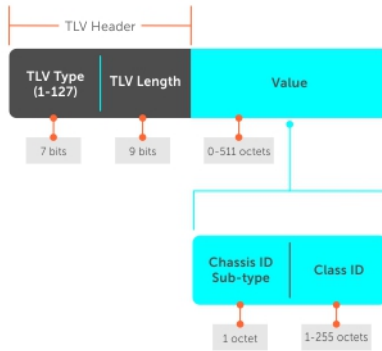 TLV Header
TLV Type
(1-127)
TLV Length
Value
7 bits
9 bits
0-511 octets
Chassis ID
Sub-type
Class ID
1 octet
1-255 octets